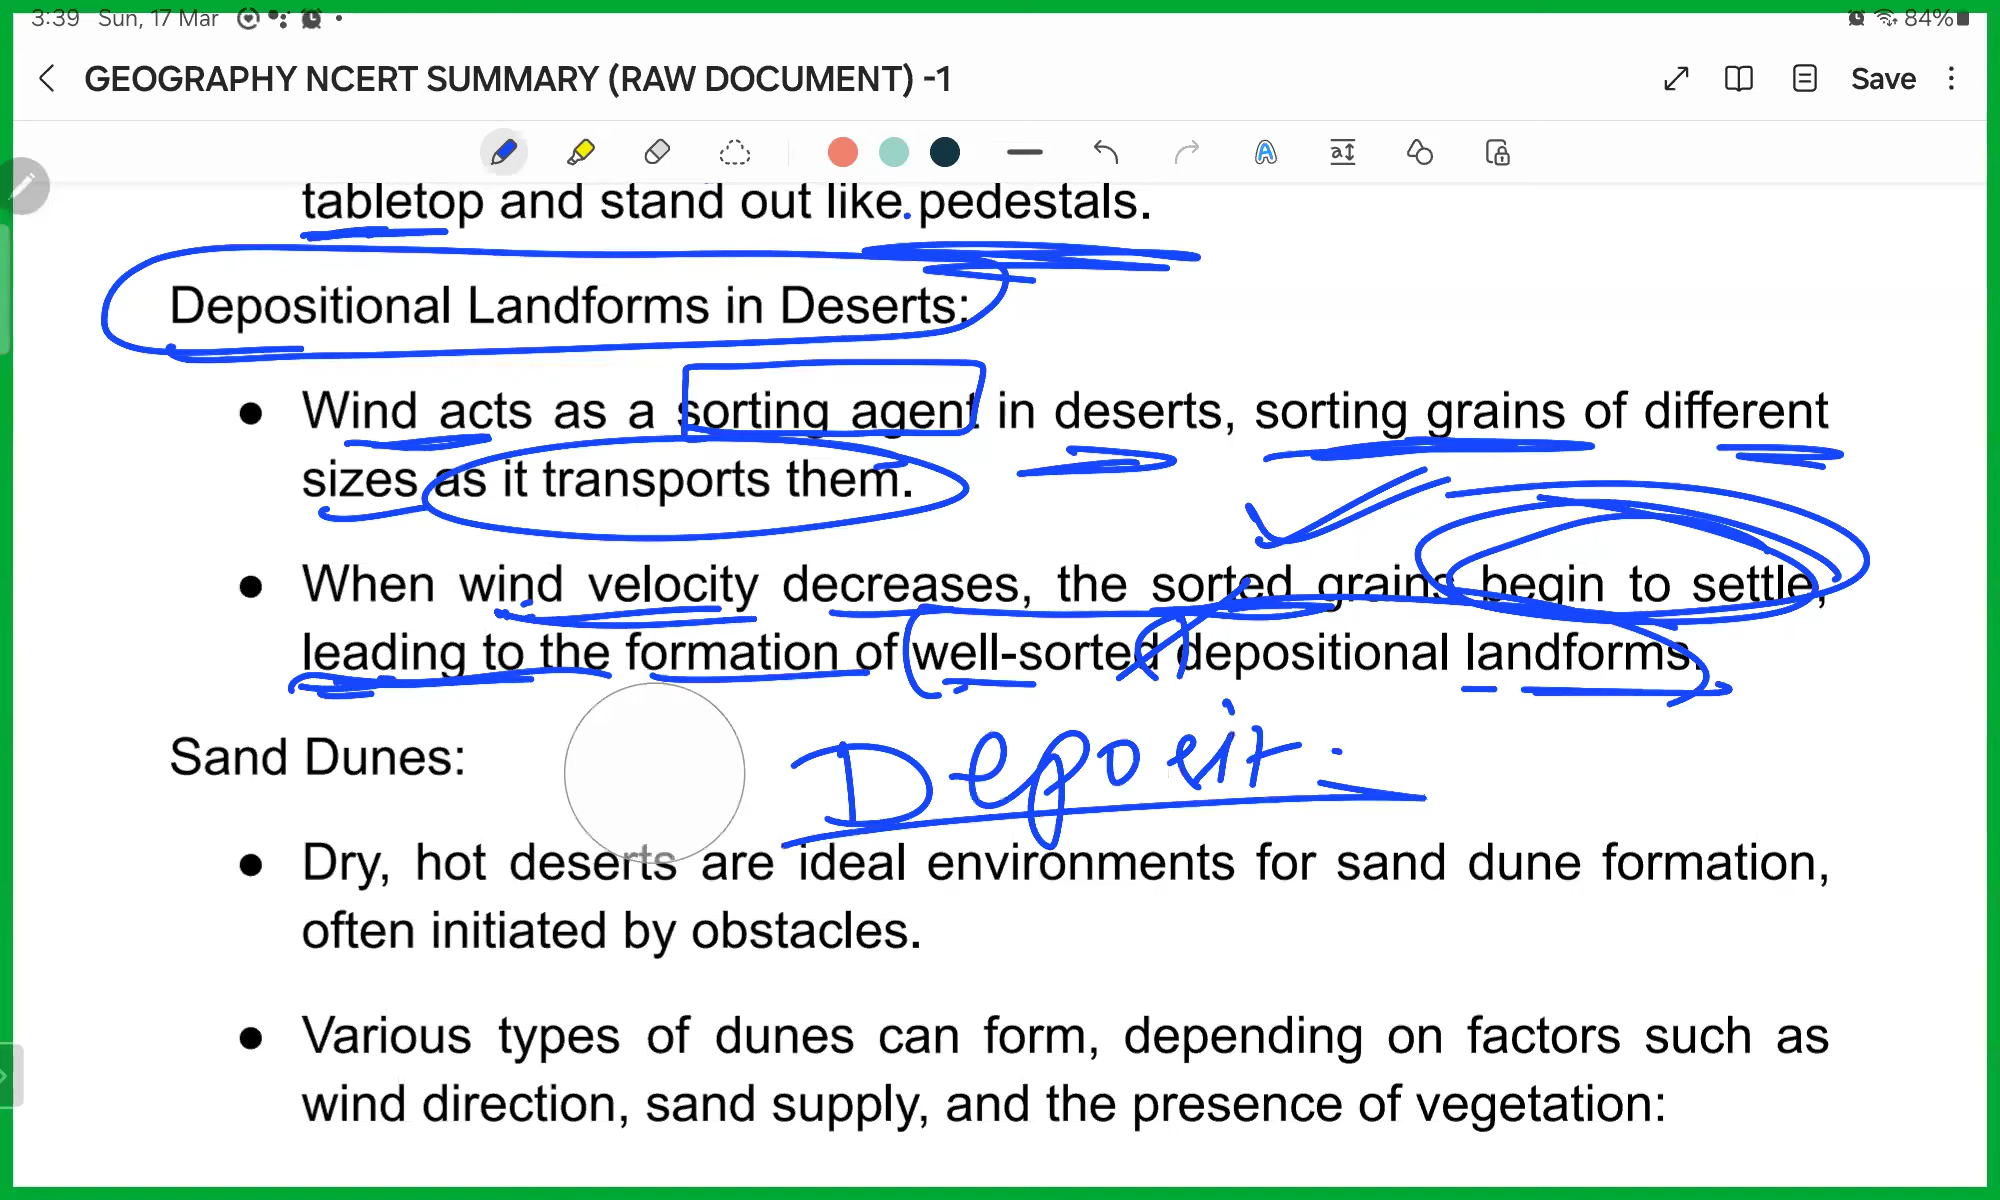 3:39 Sun, 17 Mar 84%
GEOGRAPHY NCERT SUMMARY (RAW DOCUMENT) -1 Save
tabletop and stand out like pedestals.
Depositional Landforms in Deserts:
● Wind acts as a sorting agent in deserts, sorting grains of different
sizes as it transports them.
● When wind velocity decreases, the sorted grains begin to settle,
leading to the formation of well-sorted depositional landforms.
Deposit
Sand Dunes:
● Dry, hot deserts are ideal environments for sand dune formation,
often initiated by obstacles.
● Various types of dunes can form, depending on factors such as
wind direction, sand supply, and the presence of vegetation: